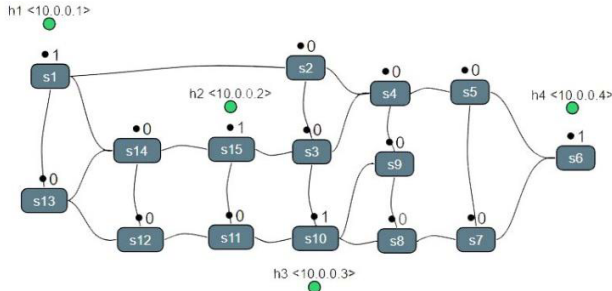 h1 <10.0.0.1>
1
s1
0
s2
0
s4
0
s5
h4 <10.0.0.4>
h2 <10.0.0.2>
0
s14
1
s15
0
s3
0
s9
1
s6
0
s13
0
s12
0
s11
1
s10
0
s8
0
s7
h3 <10.0.0.3>